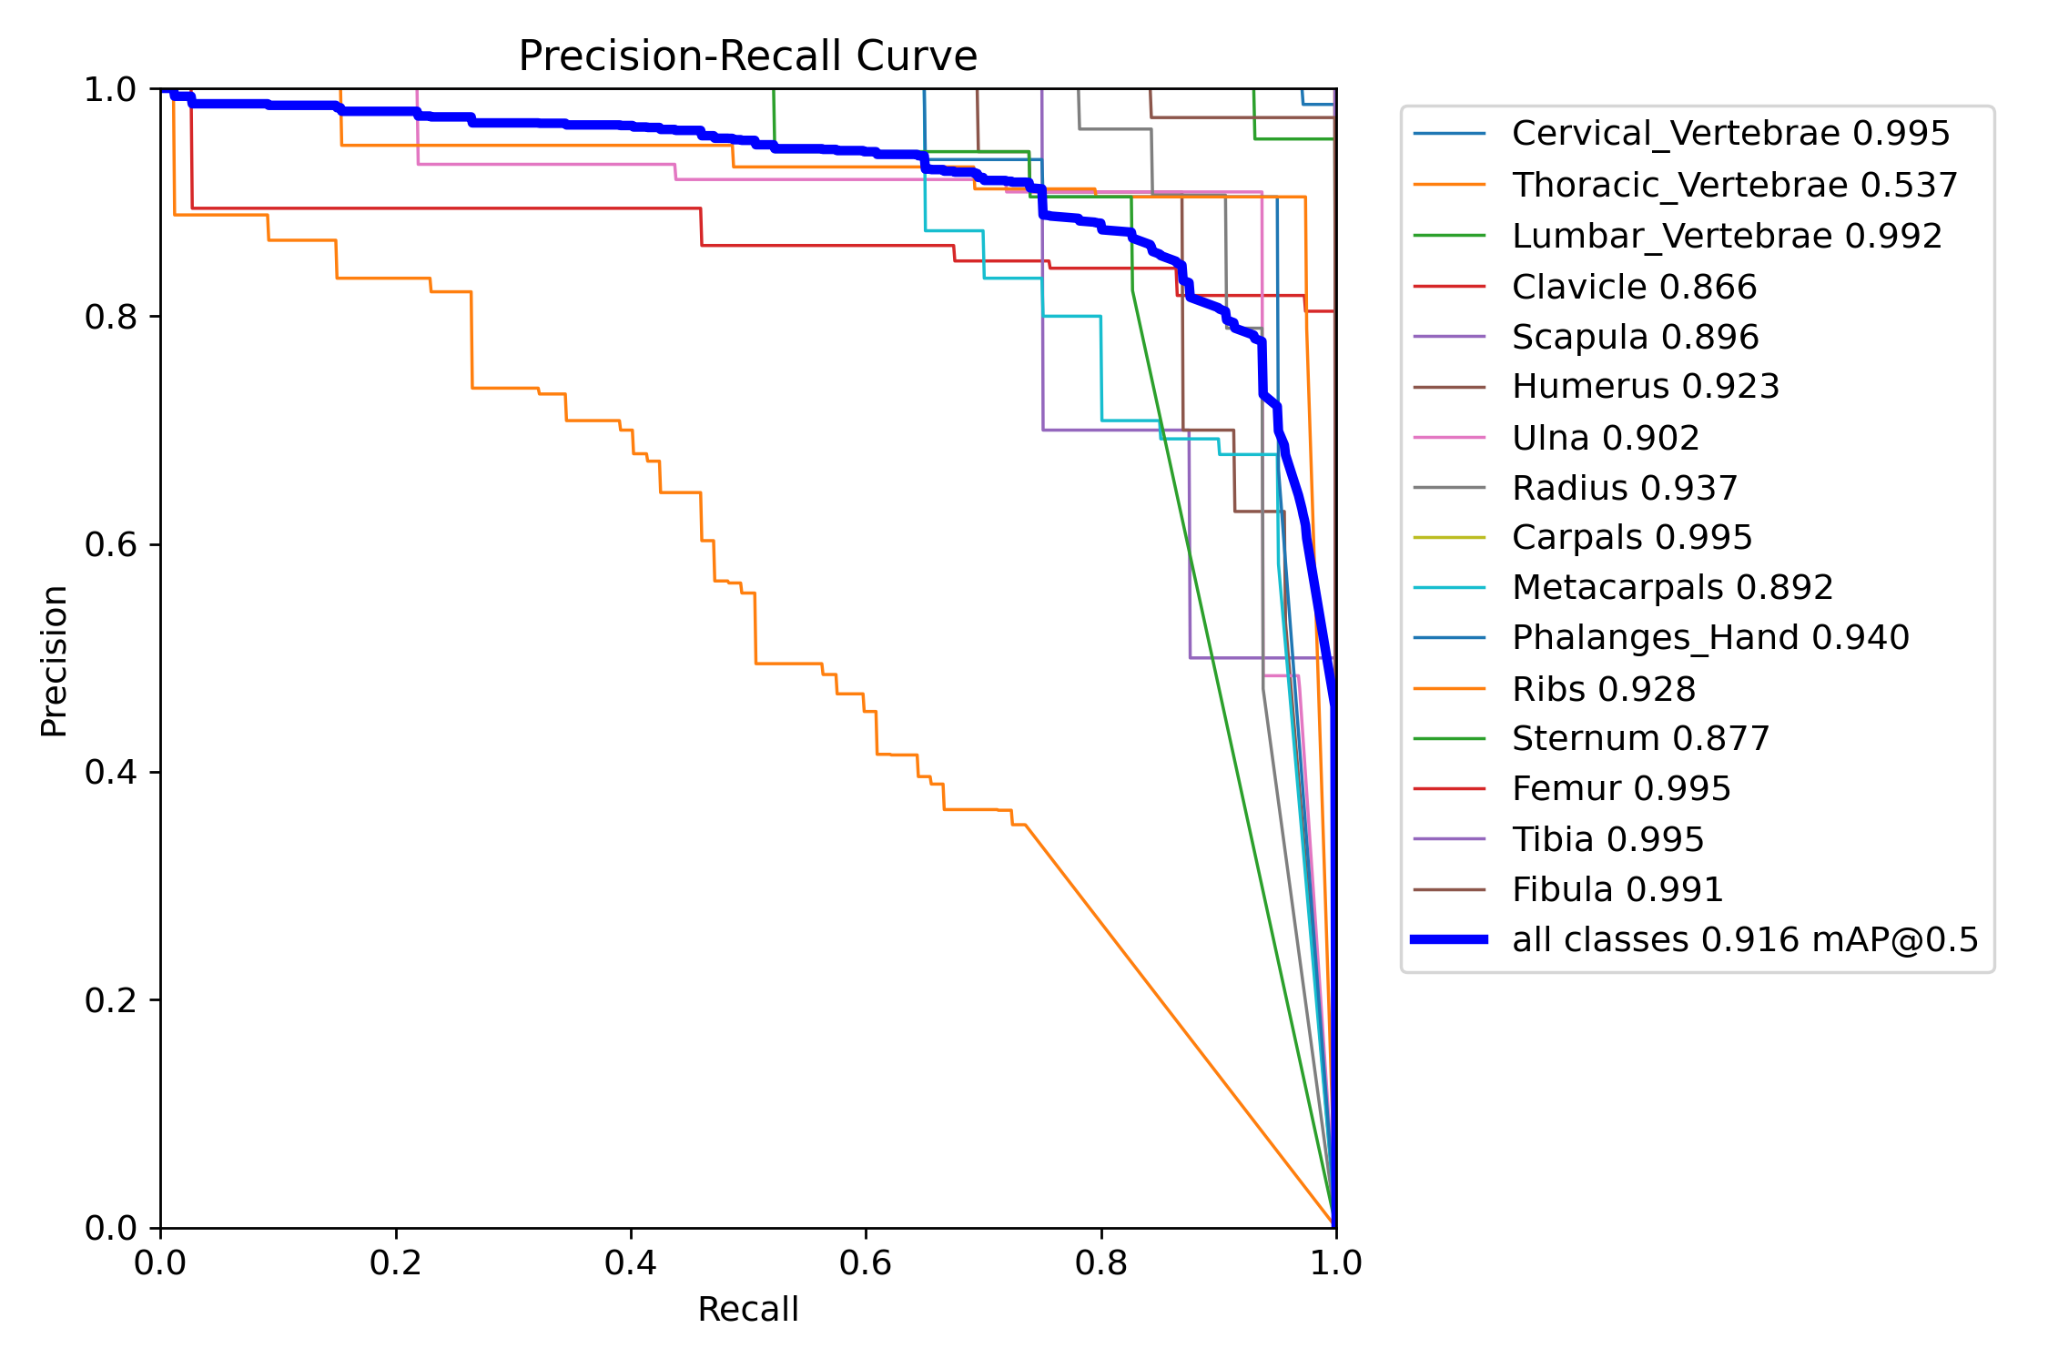 Precision-Recall Curve
1.0
0.8
0.6
0.4
0.2
0.0
Precision
0.0 0.2 0.4 0.6 0.8 1.0
Recall
Cervical_Vertebrae 0.995
Thoracic_Vertebrae 0.537
Lumbar_Vertebrae 0.992
Clavicle 0.866
Scapula 0.896
Humerus 0.923
Ulna 0.902
Radius 0.937
Carpals 0.995
Metacarpals 0.892
Phalanges_Hand 0.940
Ribs 0.928
Sternum 0.877
Femur 0.995
Tibia 0.995
Fibula 0.991
all classes 0.916 mAP@0.5